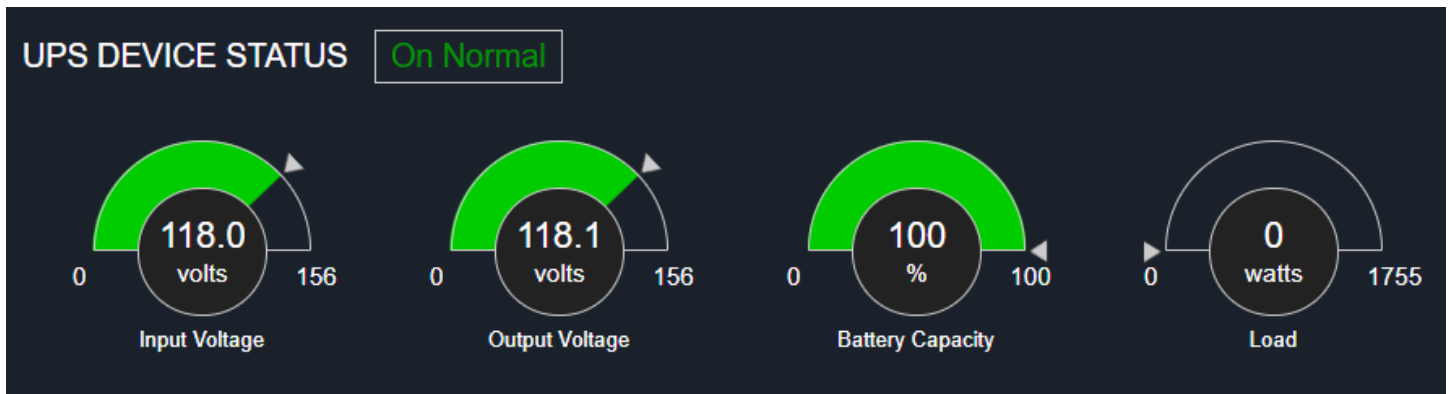 UPS DEVICE STATUS On Normal
118.0
volts
0 156
Input Voltage
118.1
volts
0 156
Output Voltage
100
%
0 100
Battery Capacity
0
watts
0 1755
Load